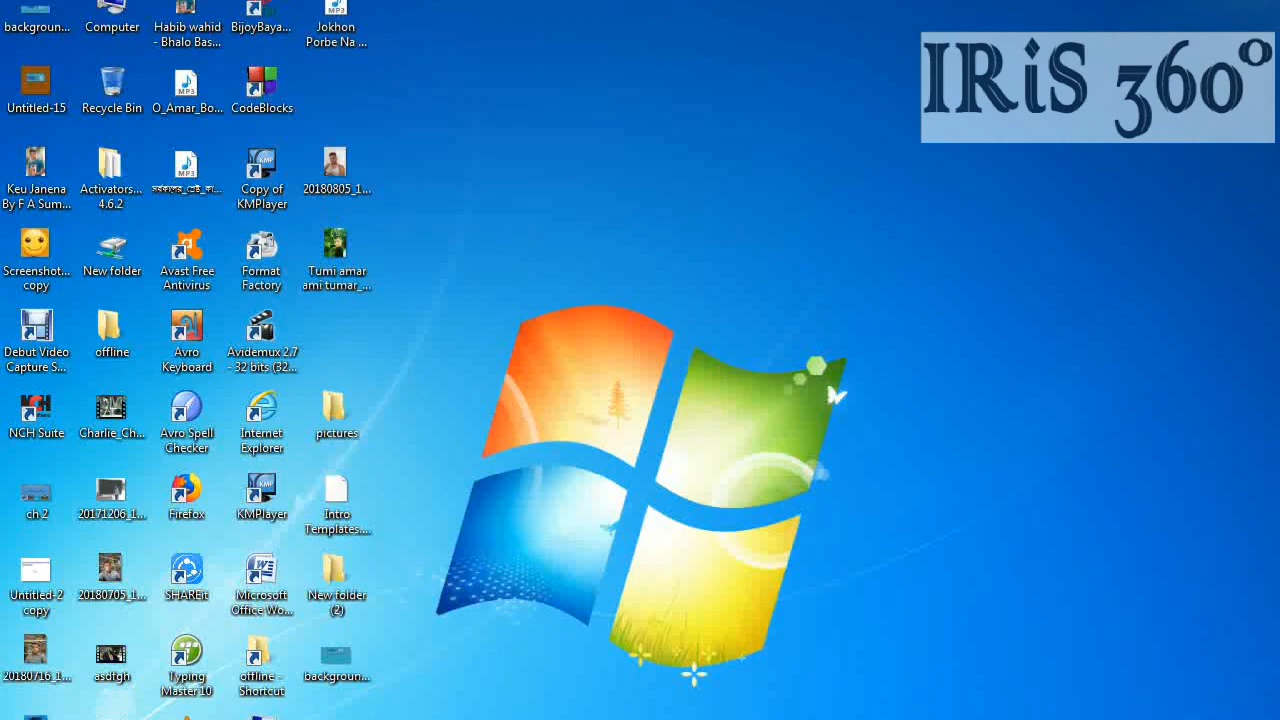 backgroun...
Computer
Habib wahid
- Bhalo Bas...
BijoyBaya...
Jokhon
Porbe Na ...
IRiS 360°
Untitled-15
Recycle Bin
O_Amar_Bo...
CodeBlocks
Keu Janena
By F A Sum...
Activators...
4.6.2
Copy of
KMPlayer
20180805_1...
Screenshot...
copy
New folder
Avast Free
Antivirus
Format
Factory
Tumi amar
ami tumar_...
Debut Video
Capture S...
offline
Avro
Keyboard
Avidemux 2.7
- 32 bits (32...
NCH Suite
Charlie_Ch...
Avro Spell
Checker
Internet
Explorer
pictures
ch 2
20171206_1...
Firefox
KMPlayer
Intro
Templates....
Untitled-2
copy
20180705_1...
SHAREit
Microsoft
Office Wo...
New folder
(2)
20180716_1...
asdfgh
Typing
Master10
offline -
Shortcut
backgroun...